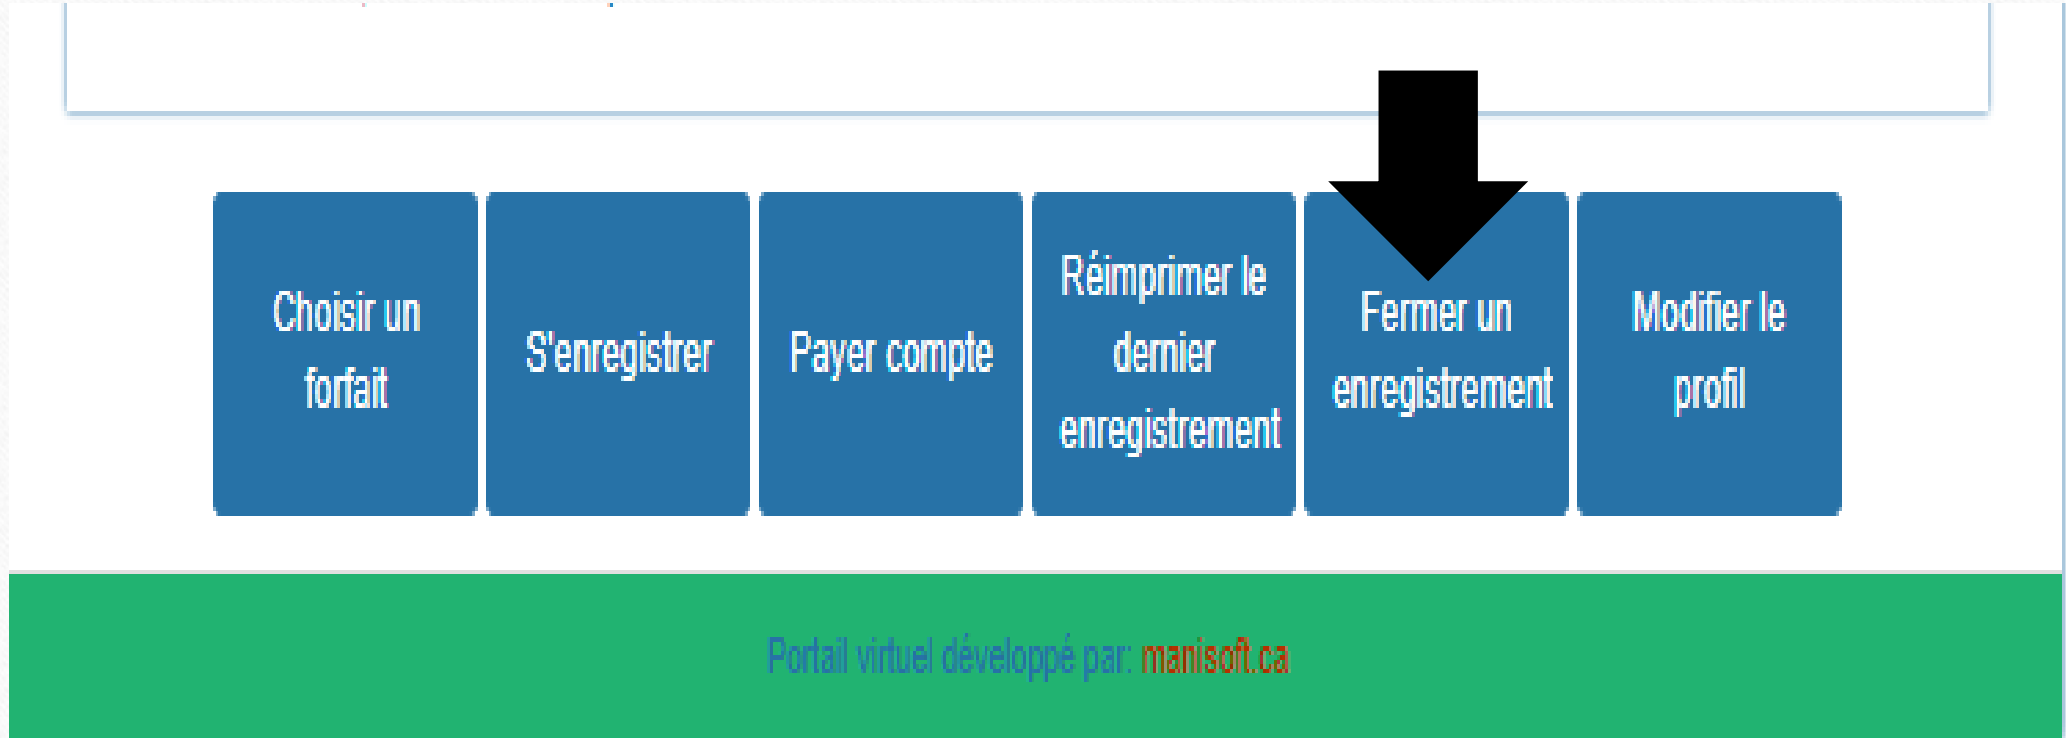 Choisir un
forfait
S'enregistrer
Payer compte
Réimprimer le
dernier
enregistrement
Fermer un
enregistrement
Modifier le
profil
Portail virtuel développé par: manisoft.ca